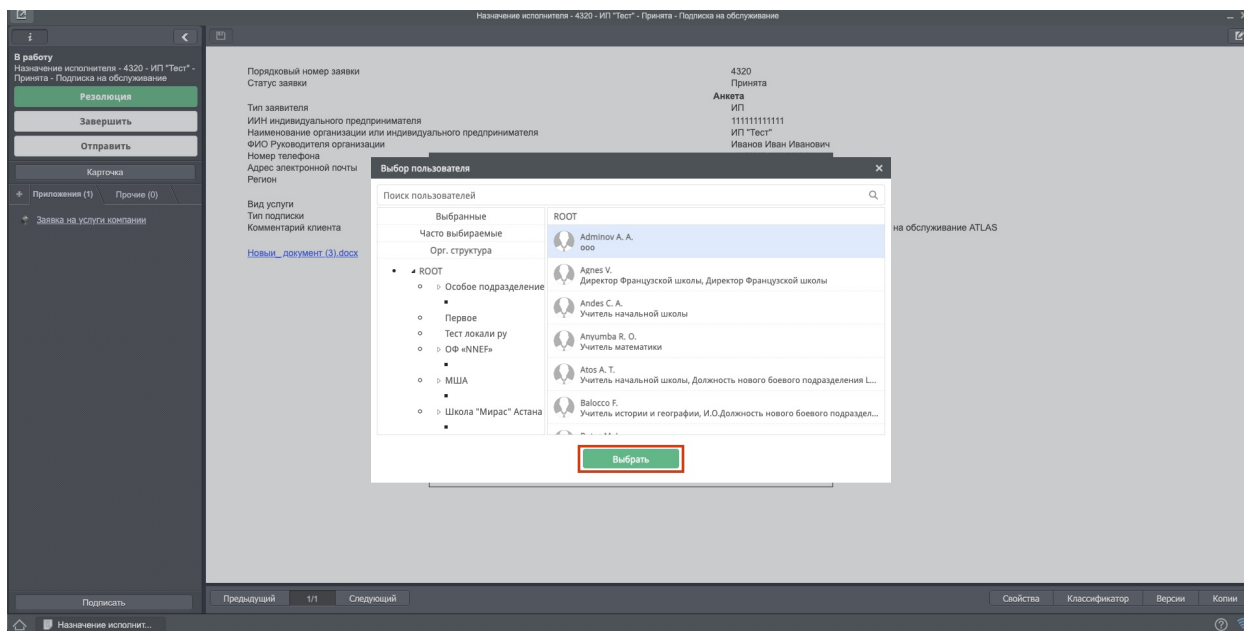 Назначение исполнителя - 4320 - ИП "Тест" - Принята - Подписка на обслуживание
В работу
Назначение исполнителя - 4320 - ИП "Тест" -
Принята - Подписка на обслуживание
Резолюция
Завершить
Отправить
Карточка
Приложения (1) Прочие (0)
Заявка на услуги компании
Подписать
Порядковый номер заявки 4320
Статус заявки Принята
Анкета
Тип заявителя ИП
ИИН индивидуального предпринимателя 111111111111
Наименование организации или индивидуального предпринимателя ИП "Тест"
ФИО Руководителя организации Иванов Иван Иванович
Номер телефона
Адрес электронной почты
Регион
Вид услуги
Тип подписки
Комментарий клиента на обслуживание ATLAS
Новыи_ документ (3).docx
Выбор пользователя
Поиск пользователей
Выбранные
Часто выбираемые
Орг. структура
ROOT
Особое подразделение
Первое
Тест локали ру
ОФ «NNEF»
МША
Школа "Мирас" Астана
ROOT
Adminov A. A.
ооо
Agnes V.
Директор Французской школы, Директор Французской школы
Andes C. A.
Учитель начальной школы
Anyumba R. O.
Учитель математики
Atos A. T.
Учитель начальной школы, Должность нового боевого подразделения L...
Balocco F.
Учитель истории и географии, И.О.Должность нового боевого подраздел...
Выбрать
Предыдущий 1/1 Следующий
Свойства Классификатор Версии Копии
Назначение исполнит...